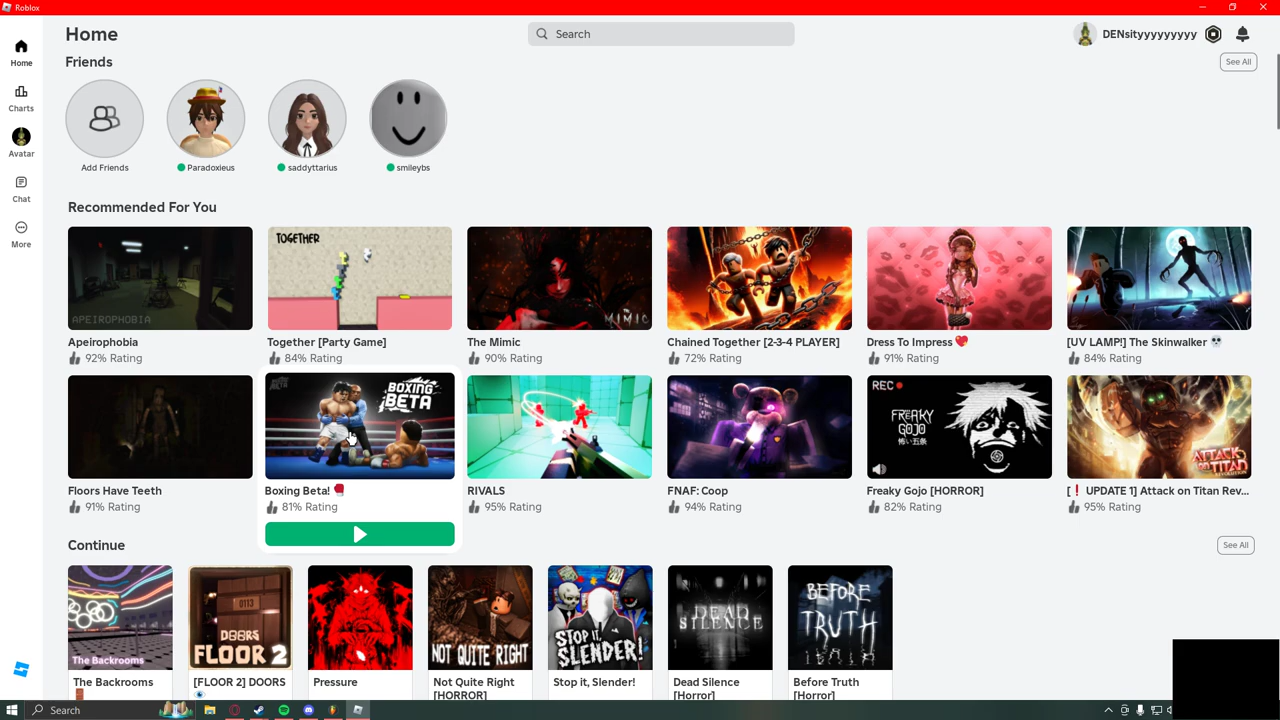 Roblox
Home
Search
DENsityyyyyyyyy
Home
Charts
Avatar
Chat
More
Friends
See All
Add Friends
Paradoxieus
saddyttarius
smileybs
Recommended For You
APEIROPHOBIA
TOGETHER
MIMIC
Apeirophobia
92% Rating
Together [Party Game]
84% Rating
The Mimic
90% Rating
Chained Together [2-3-4 PLAYER]
72% Rating
Dress To Impress ❤️
91% Rating
[UV LAMP!] The Skinwalker 💀
84% Rating
BOXING
BETA
REC
FREAKY
GOJO
怖い五条
ATTACK
ON TITAN
Floors Have Teeth
91% Rating
Boxing Beta! 🥊
81% Rating
RIVALS
95% Rating
FNAF: Coop
94% Rating
Freaky Gojo [HORROR]
82% Rating
[❗ UPDATE 1] Attack on Titan Rev...
95% Rating
Continue
See All
The Backrooms
0113
DOORS
FLOOR 2
NOT QUITE RIGHT
STOP IT,
SLENDER!
DEAD
SILENCE
BEFORE
TRUTH
The Backrooms
[FLOOR 2] DOORS
Pressure
Not Quite Right
[HORROR]
Stop it, Slender!
Dead Silence
[Horror]
Before Truth
[Horror]
Search